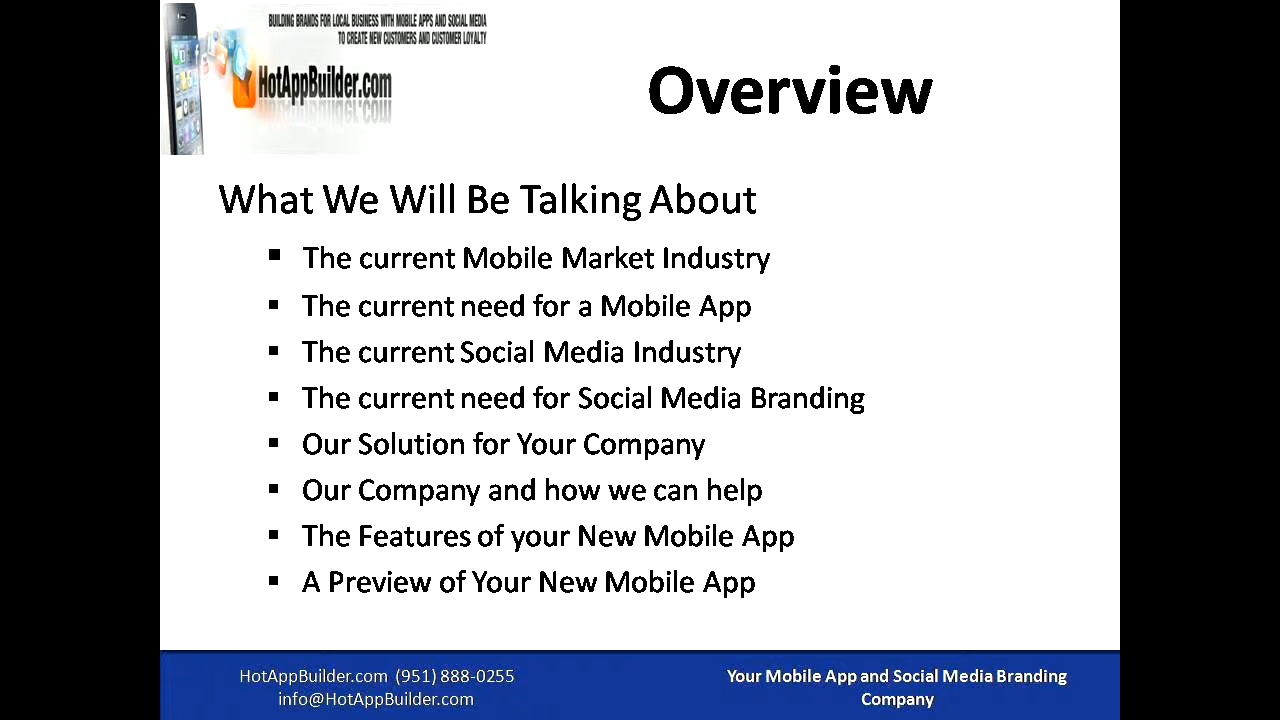 BUILDING BRANDS FOR LOCAL BUSINESS WITH MOBILE APPS AND SOCIAL MEDIA
TO CREATE NEW CUSTOMERS AND CUSTOMER LOYALTY
HotAppBuilder.com
Overview
What We Will Be Talking About
▪ The current Mobile Market Industry
▪ The current need for a Mobile App
▪ The current Social Media Industry
▪ The current need for Social Media Branding
▪ Our Solution for Your Company
▪ Our Company and how we can help
▪ The Features of your New Mobile App
▪ A Preview of Your New Mobile App
HotAppBuilder.com (951) 888-0255
info@HotAppBuilder.com
Your Mobile App and Social Media Branding
Company